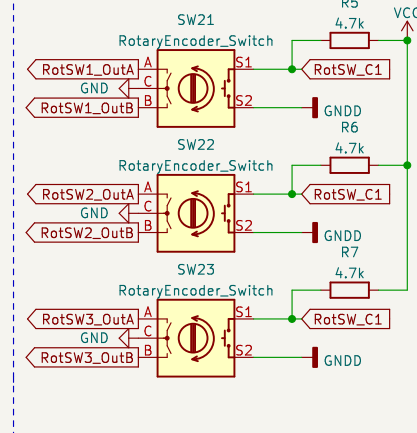 SW21
RotaryEncoder_Switch
R5
4.7k
VCC
RotSW1_OutA
A
S1
RotSW_C1
GND
C
RotSW1_OutB
B
S2
GNDD
SW22
RotaryEncoder_Switch
R6
4.7k
RotSW2_OutA
A
S1
RotSW_C1
GND
C
RotSW2_OutB
B
S2
GNDD
SW23
RotaryEncoder_Switch
R7
4.7k
RotSW3_OutA
A
S1
RotSW_C1
GND
C
RotSW3_OutB
B
S2
GNDD